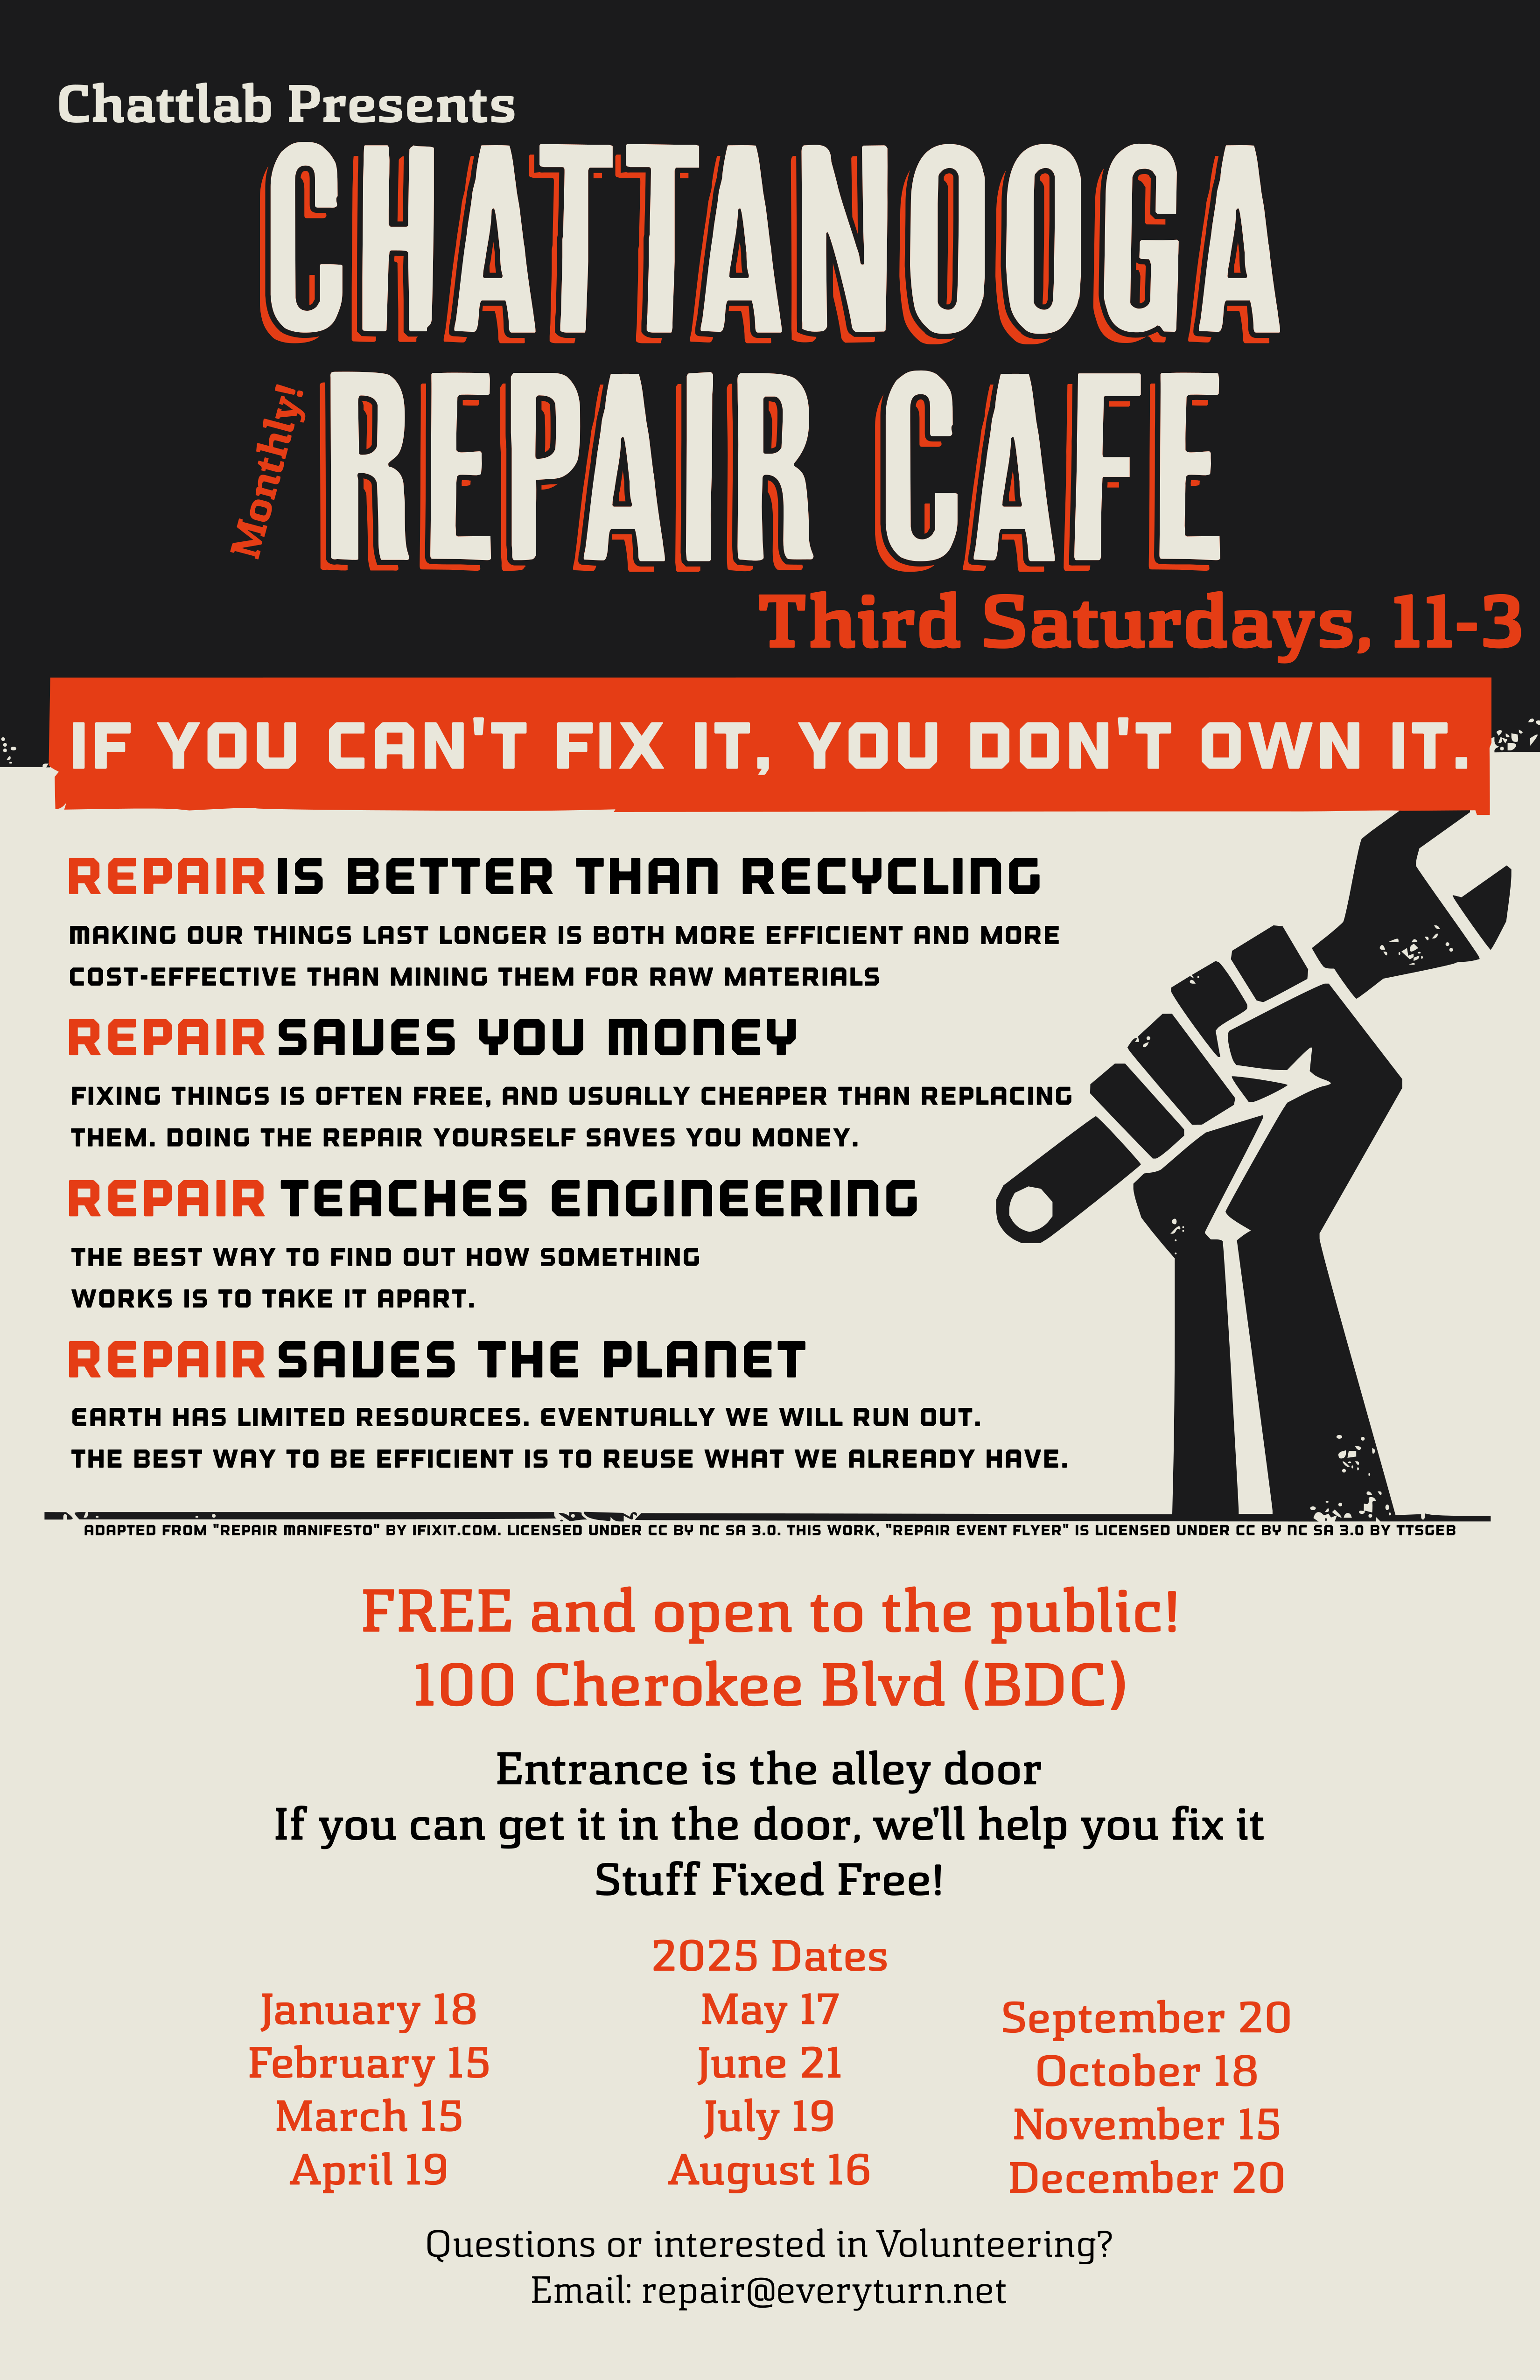 Chattlab Presents
CHATTANOOGA
Monthly!
REPAIR CAFE
Third Saturdays, 11-3
IF YOU CAN'T FIX IT, YOU DON'T OWN IT.
REPAIR IS BETTER THAN RECYCLING
MAKING OUR THINGS LAST LONGER IS BOTH MORE EFFICIENT AND MORE
COST-EFFECTIVE THAN MINING THEM FOR RAW MATERIALS
REPAIR SAVES YOU MONEY
FIXING THINGS IS OFTEN FREE, AND USUALLY CHEAPER THAN REPLACING
THEM. DOING THE REPAIR YOURSELF SAVES YOU MONEY.
REPAIR TEACHES ENGINEERING
THE BEST WAY TO FIND OUT HOW SOMETHING
WORKS IS TO TAKE IT APART.
REPAIR SAVES THE PLANET
EARTH HAS LIMITED RESOURCES. EVENTUALLY WE WILL RUN OUT.
THE BEST WAY TO BE EFFICIENT IS TO REUSE WHAT WE ALREADY HAVE.
ADAPTED FROM "REPAIR MANIFESTO" BY IFIXIT.COM. LICENSED UNDER CC BY NC SA 3.0. THIS WORK, "REPAIR EVENT FLYER" IS LICENSED UNDER CC BY NC SA 3.0 BY TTSGEB
FREE and open to the public!
100 Cherokee Blvd (BDC)
Entrance is the alley door
If you can get it in the door, we'll help you fix it
Stuff Fixed Free!
2025 Dates
January 18
February 15
March 15
April 19
May 17
June 21
July 19
August 16
September 20
October 18
November 15
December 20
Questions or interested in Volunteering?
Email: repair@everyturn.net